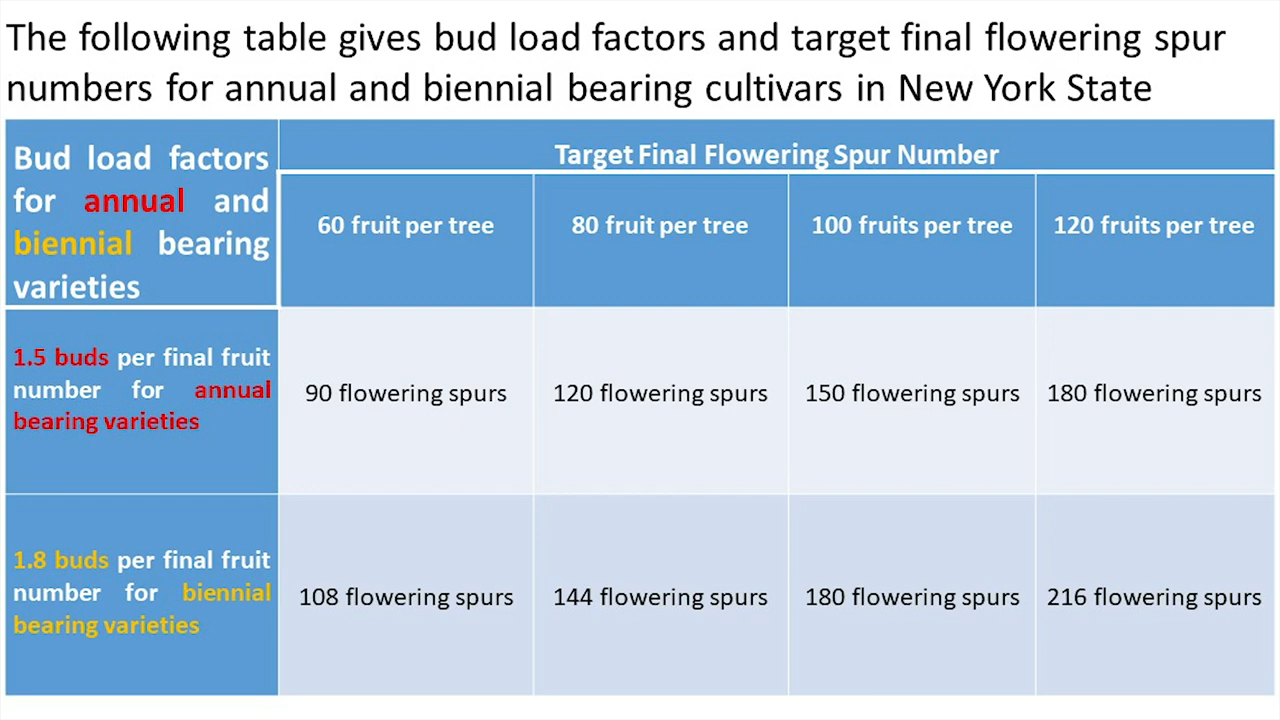 The following table gives bud load factors and target final flowering spur
numbers for annual and biennial bearing cultivars in New York State
Bud load factors
for annual and
biennial bearing
varieties
Target Final Flowering Spur Number
60 fruit per tree
80 fruit per tree
100 fruits per tree
120 fruits per tree
1.5 buds per final fruit
number for annual
bearing varieties
90 flowering spurs
120 flowering spurs
150 flowering spurs
180 flowering spurs
1.8 buds per final fruit
number for biennial
bearing varieties
108 flowering spurs
144 flowering spurs
180 flowering spurs
216 flowering spurs